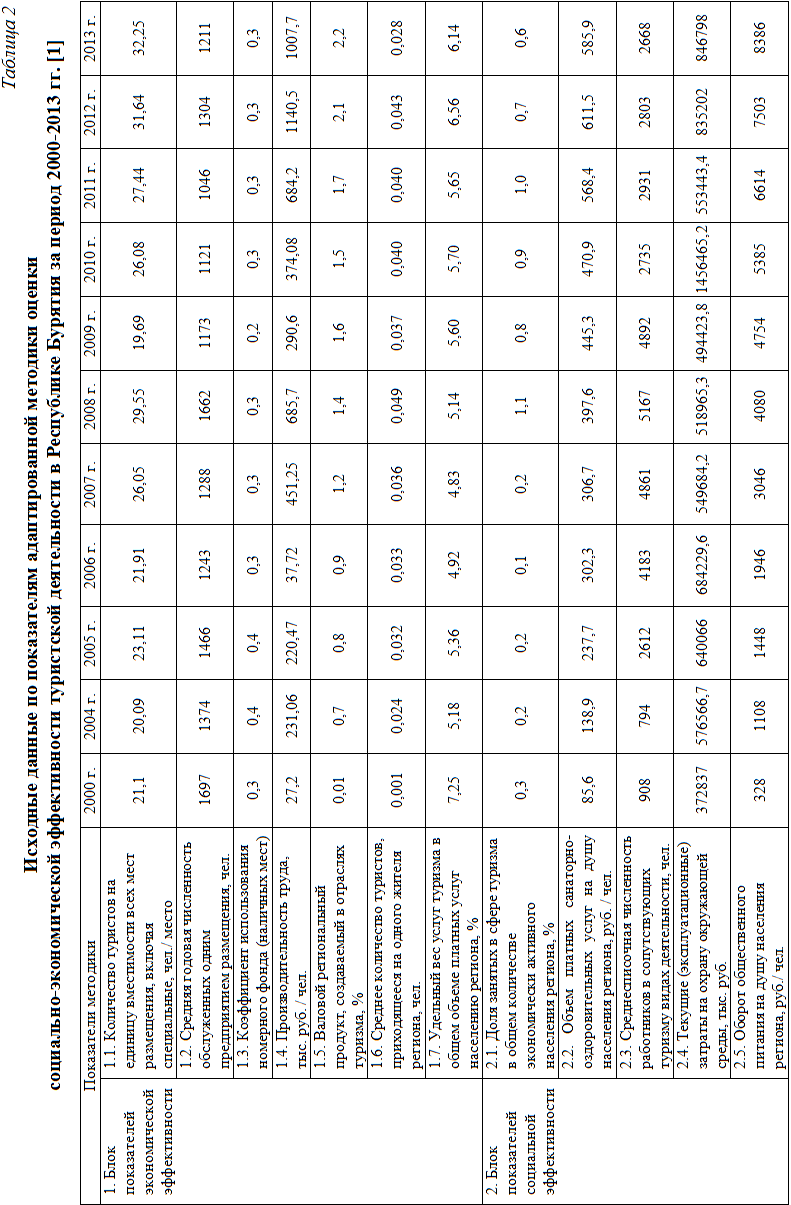 Таблица 2
Исходные данные по показателям адаптированной методики оценки
социально-экономической эффективности туристской деятельности в Республике Бурятия за период 2000-2013 гг. [1]
Показатели методики 2000 г. 2004 г. 2005 г. 2006 г. 2007 г. 2008 г. 2009 г. 2010 г. 2011 г. 2012 г. 2013 г.
1. Блок
показателей
экономической
эффективности
1.1. Количество туристов на
единицу вместимости всех мест
размещения, включая
специальные, чел./ место
21,1 20,09 23,11 21,91 26,05 29,55 19,69 26,08 27,44 31,64 32,25
1.2. Средняя годовая численность
обслуженных одним
предприятием размещения, чел.
1697 1374 1466 1243 1288 1662 1173 1121 1046 1304 1211
1.3. Коэффициент использования
номерного фонда (наличных мест)
0,3 0,4 0,4 0,3 0,3 0,3 0,2 0,3 0,3 0,3 0,3
1.4. Производительность труда,
тыс. руб. / чел.
27,2 231,06 220,47 37,72 451,25 685,7 290,6 374,08 684,2 1140,5 1007,7
1.5. Валовой региональный
продукт, создаваемый в отраслях
туризма, %
0,01 0,7 0,8 0,9 1,2 1,4 1,6 1,5 1,7 2,1 2,2
1.6. Среднее количество туристов,
приходящееся на одного жителя
региона, чел.
0,001 0,024 0,032 0,033 0,036 0,049 0,037 0,040 0,040 0,043 0,028
1.7. Удельный вес услуг туризма в
общем объеме платных услуг
населению региона, %
7,25 5,18 5,36 4,92 4,83 5,14 5,60 5,70 5,65 6,56 6,14
2. Блок
показателей
социальной
эффективности
2.1. Доля занятых в сфере туризма
в общем количестве
экономически активного
населения региона, %
0,3 0,2 0,2 0,1 0,2 1,1 0,8 0,9 1,0 0,7 0,6
2.2. Объем платных санаторно-
оздоровительных услуг на душу
населения региона, руб. / чел.
85,6 138,9 237,7 302,3 306,7 397,6 445,3 470,9 568,4 611,5 585,9
2.3. Среднесписочная численность
работников в сопутствующих
туризму видах деятельности, чел.
908 794 2612 4183 4861 5167 4892 2735 2931 2803 2668
2.4. Текущие (эксплуатационные)
затраты на охрану окружающей
среды, тыс. руб.
372837 576566,7 640066 684229,6 549684,2 518965,3 494423,8 1456465,2 553443,4 835202 846798
2.5. Оборот общественного
питания на душу населения
региона, руб./ чел.
328 1108 1448 1946 3046 4080 4754 5385 6614 7503 8386